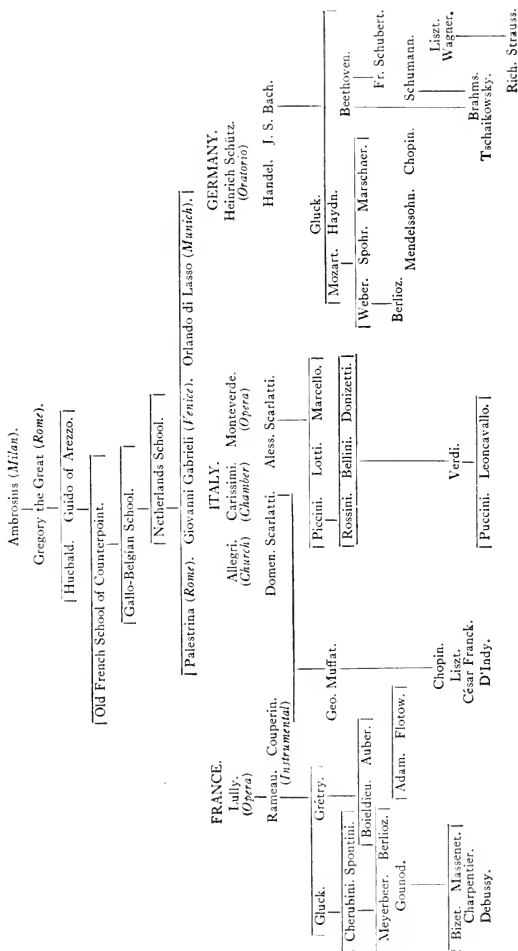 Ambrosius (Milan).
Gregory the Great (Rome).
Hucbald. Guido of Arezzo.
Old French School of Counterpoint.
Gallo-Belgian School.
Netherlands School.
Palestrina (Rome). Giovanni Gabrieli (Venice). Orlando di Lasso (Munich).
FRANCE.
Lully.
(Opera)
Rameau. Couperin.
(Instrumental)
Gluck. Grétry.
Cherubini. Spontini.
Boieldieu. Auber.
Meyerbeer. Berlioz.
Adam. Flotow.
Gounod.
Bizet. Massenet.
Charpentier.
Debussy.
Geo. Muffat.
Chopin.
Liszt.
César Franck.
D'Indy.
ITALY.
Allegri. Carissimi. Monteverde.
(Church) (Chamber) (Opera)
Domen. Scarlatti. Aless. Scarlatti.
Piccini. Lotti. Marcello.
Rossini. Bellini. Donizetti.
Verdi.
Puccini. Leoncavallo.
GERMANY.
Heinrich Schütz.
(Oratorio)
Handel. J. S. Bach.
Gluck.
Mozart. Haydn.
Beethoven.
Weber. Spohr. Marschner.
Fr. Schubert.
Berlioz.
Mendelssohn. Chopin. Schumann.
Liszt.
Wagner.
Brahms.
Tschaikowsky.
Rich. Strauss.